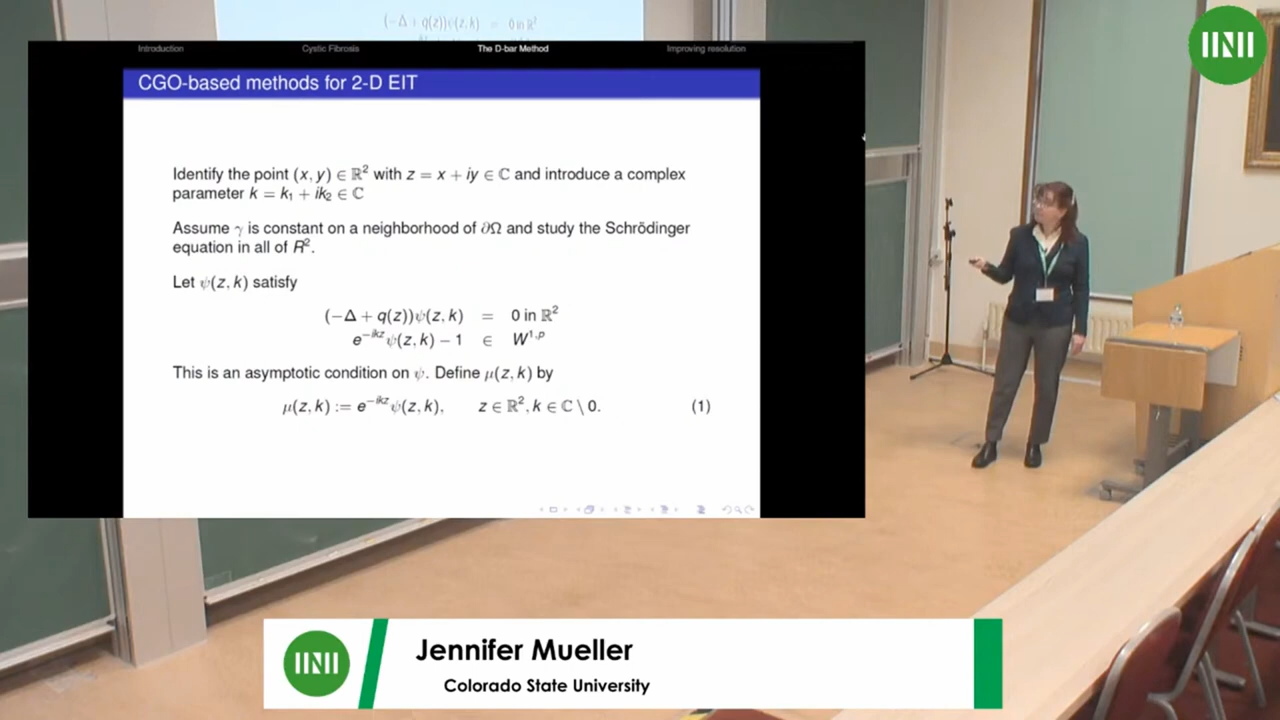 (-Δ + q(z))ψ(z,k) = 0 in ℝ²
Introduction Cystic Fibrosis The D-bar Method Improving resolution
CGO-based methods for 2-D EIT
Identify the point (x, y) ∈ ℝ² with z = x + iy ∈ ℂ and introduce a complex
parameter k = k₁ + ik₂ ∈ ℂ
Assume γ is constant on a neighborhood of ∂Ω and study the Schrödinger
equation in all of R².
Let ψ(z, k) satisfy
(-Δ + q(z))ψ(z, k) = 0 in ℝ²
e^{-ikz}ψ(z, k) − 1 ∈ W^{1,p}
This is an asymptotic condition on ψ. Define μ(z, k) by
μ(z, k) := e^{-ikz}ψ(z, k), z ∈ ℝ², k ∈ ℂ \ 0. (1)
Jennifer Mueller
Colorado State University